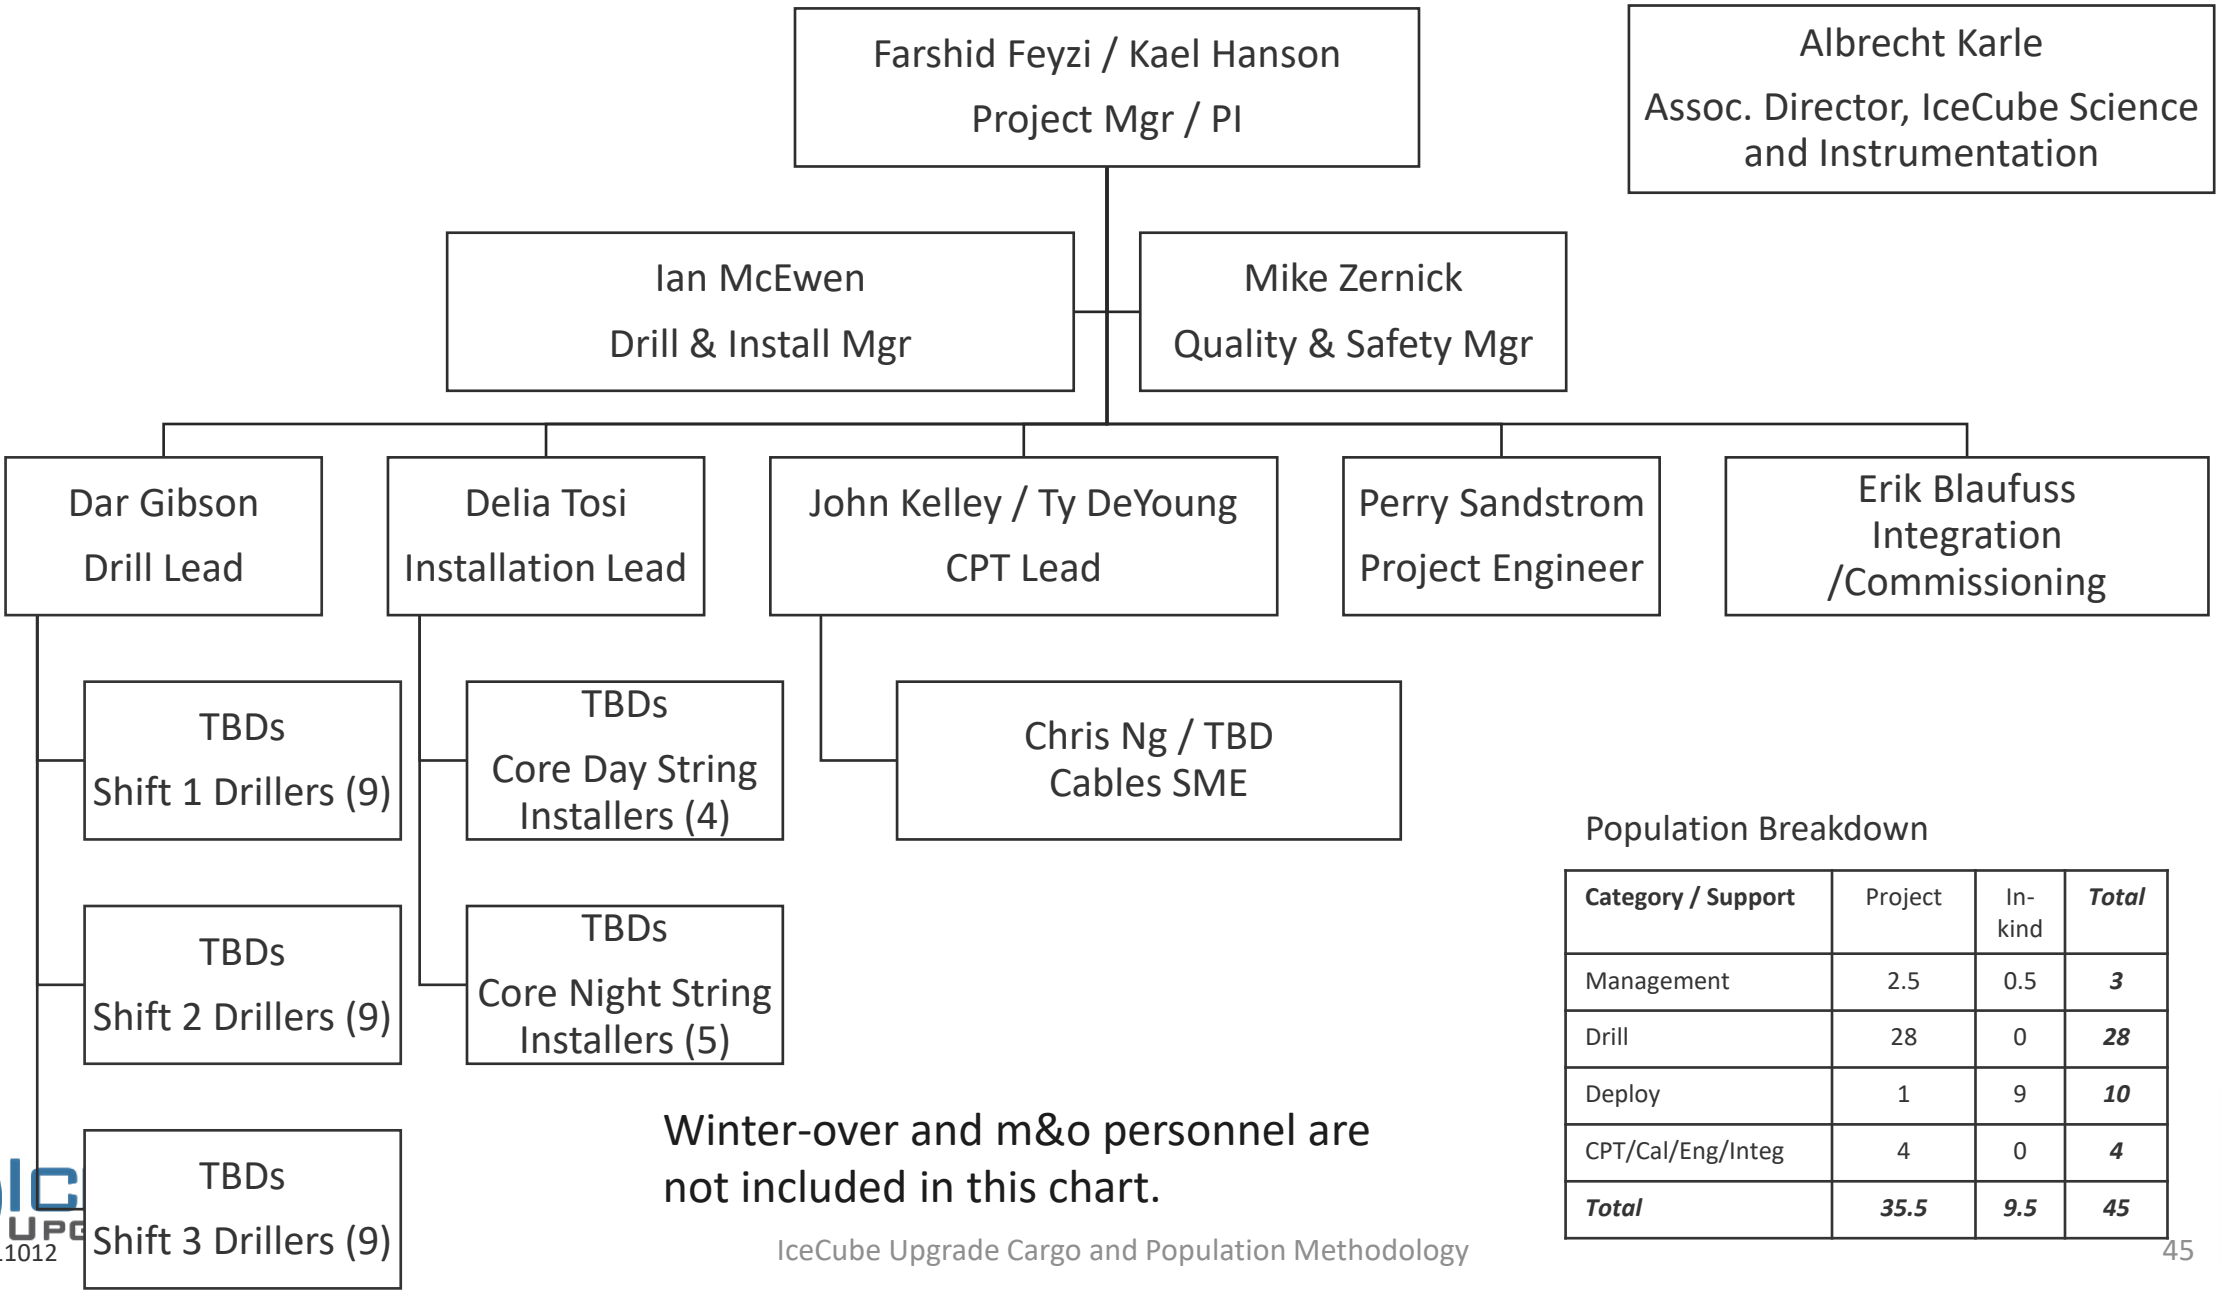 Farshid Feyzi / Kael Hanson
Project Mgr / PI
Albrecht Karle
Assoc. Director, IceCube Science
and Instrumentation
Ian McEwen
Drill & Install Mgr
Mike Zernick
Quality & Safety Mgr
Dar Gibson
Drill Lead
Delia Tosi
Installation Lead
John Kelley / Ty DeYoung
CPT Lead
Perry Sandstrom
Project Engineer
Erik Blaufuss
Integration
/Commissioning
TBDs
Shift 1 Drillers (9)
TBDs
Core Day String
Installers (4)
Chris Ng / TBD
Cables SME
TBDs
Shift 2 Drillers (9)
TBDs
Core Night String
Installers (5)
TBDs
Shift 3 Drillers (9)
Population Breakdown
Category / Support Project In-kind Total
Management 2.5 0.5 3
Drill 28 0 28
Deploy 1 9 10
CPT/Cal/Eng/Integ 4 0 4
Total 35.5 9.5 45
Winter-over and m&o personnel are
not included in this chart.
IceCube Upgrade Cargo and Population Methodology
45